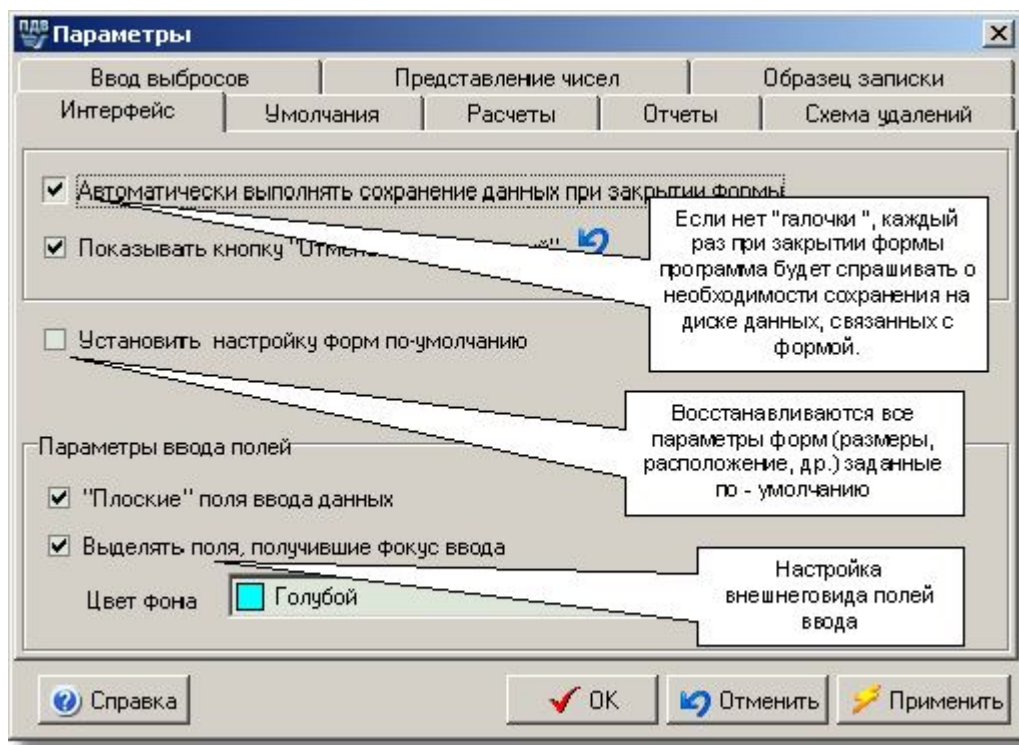 ПДВ
Параметры
Ввод выбросов
Представление чисел
Образец записки
Интерфейс
Умолчания
Расчеты
Отчеты
Схема удалений
Автоматически выполнять сохранение данных при закрытии формы
Показывать кнопку "Отмена
Если нет "галочки ", каждый
раз при закрытии формы
программа будет спрашивать о
необходимости сохранения на
диске данных, связанных с
формой.
Установить настройку форм по-умолчанию
Восстанавливаются все
параметры форм (размеры,
расположение, др.) заданные
по - умолчанию
Параметры ввода полей
"Плоские" поля ввода данных
Выделять поля, получившие фокус ввода
Цвет фона
Голубой
Настройка
внешнеговида полей
ввода
Справка
OK
Отменить
Применить